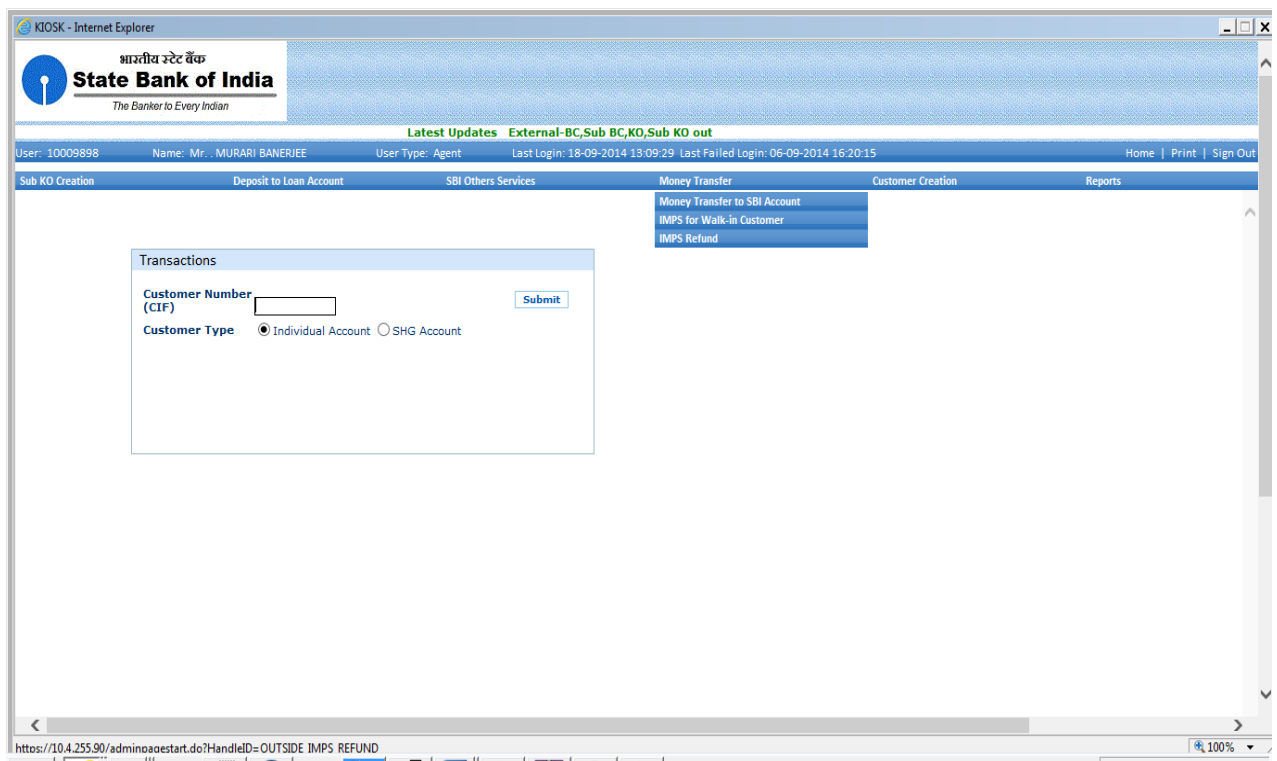 KIOSK - Internet Explorer
भारतीय स्टेट बैंक
State Bank of India
The Banker to Every Indian
Latest Updates External-BC,Sub BC,KO,Sub KO out
User: 10009898 Name: Mr. . MURARI BANERJEE User Type: Agent Last Login: 18-09-2014 13:09:29 Last Failed Login: 06-09-2014 16:20:15 Home | Print | Sign Out
Sub KO Creation Deposit to Loan Account SBI Others Services Money Transfer Customer Creation Reports
Money Transfer to SBI Account
IMPS for Walk-in Customer
IMPS Refund
Transactions
Customer Number
(CIF)
Submit
Customer Type Individual Account SHG Account
https://10.4.255.90/adminpagestart.do?HandleID=OUTSIDE_IMPS_REFUND
100%